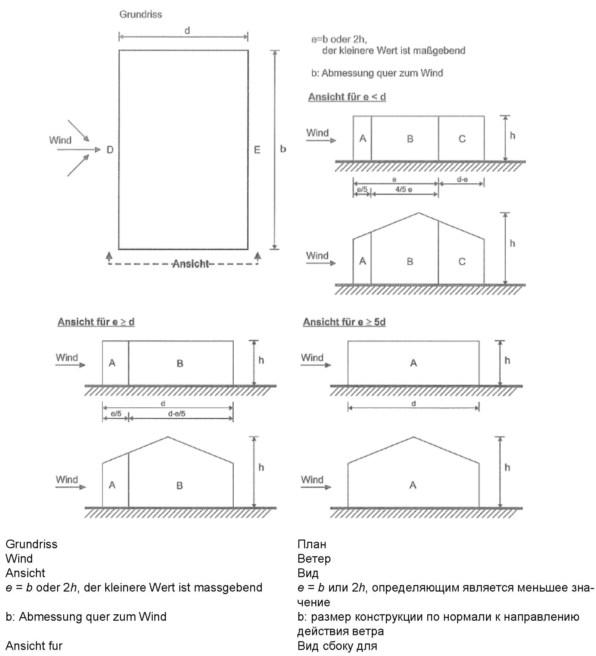 Grundriss
d
Wind
D
E
b
Ansicht
e=b oder 2h,
der kleinere Wert ist maßgebend
b: Abmessung quer zum Wind
Ansicht für e < d
Wind
A
B
C
h
e
d-e
e/5
4/5 e
Wind
A
B
C
h
Ansicht für e ≥ d
Wind
A
B
h
d
e/5
d-e/5
Wind
A
B
h
Ansicht für e ≥ 5d
Wind
A
h
d
Wind
A
h
Grundriss План
Wind Ветер
Ansicht Вид
e = b oder 2h, der kleinere Wert ist massgebend e = b или 2h, определяющим является меньшее зна-
чение
b: Abmessung quer zum Wind b: размер конструкции по нормали к направлению
действия ветра
Ansicht fur Вид сбоку для